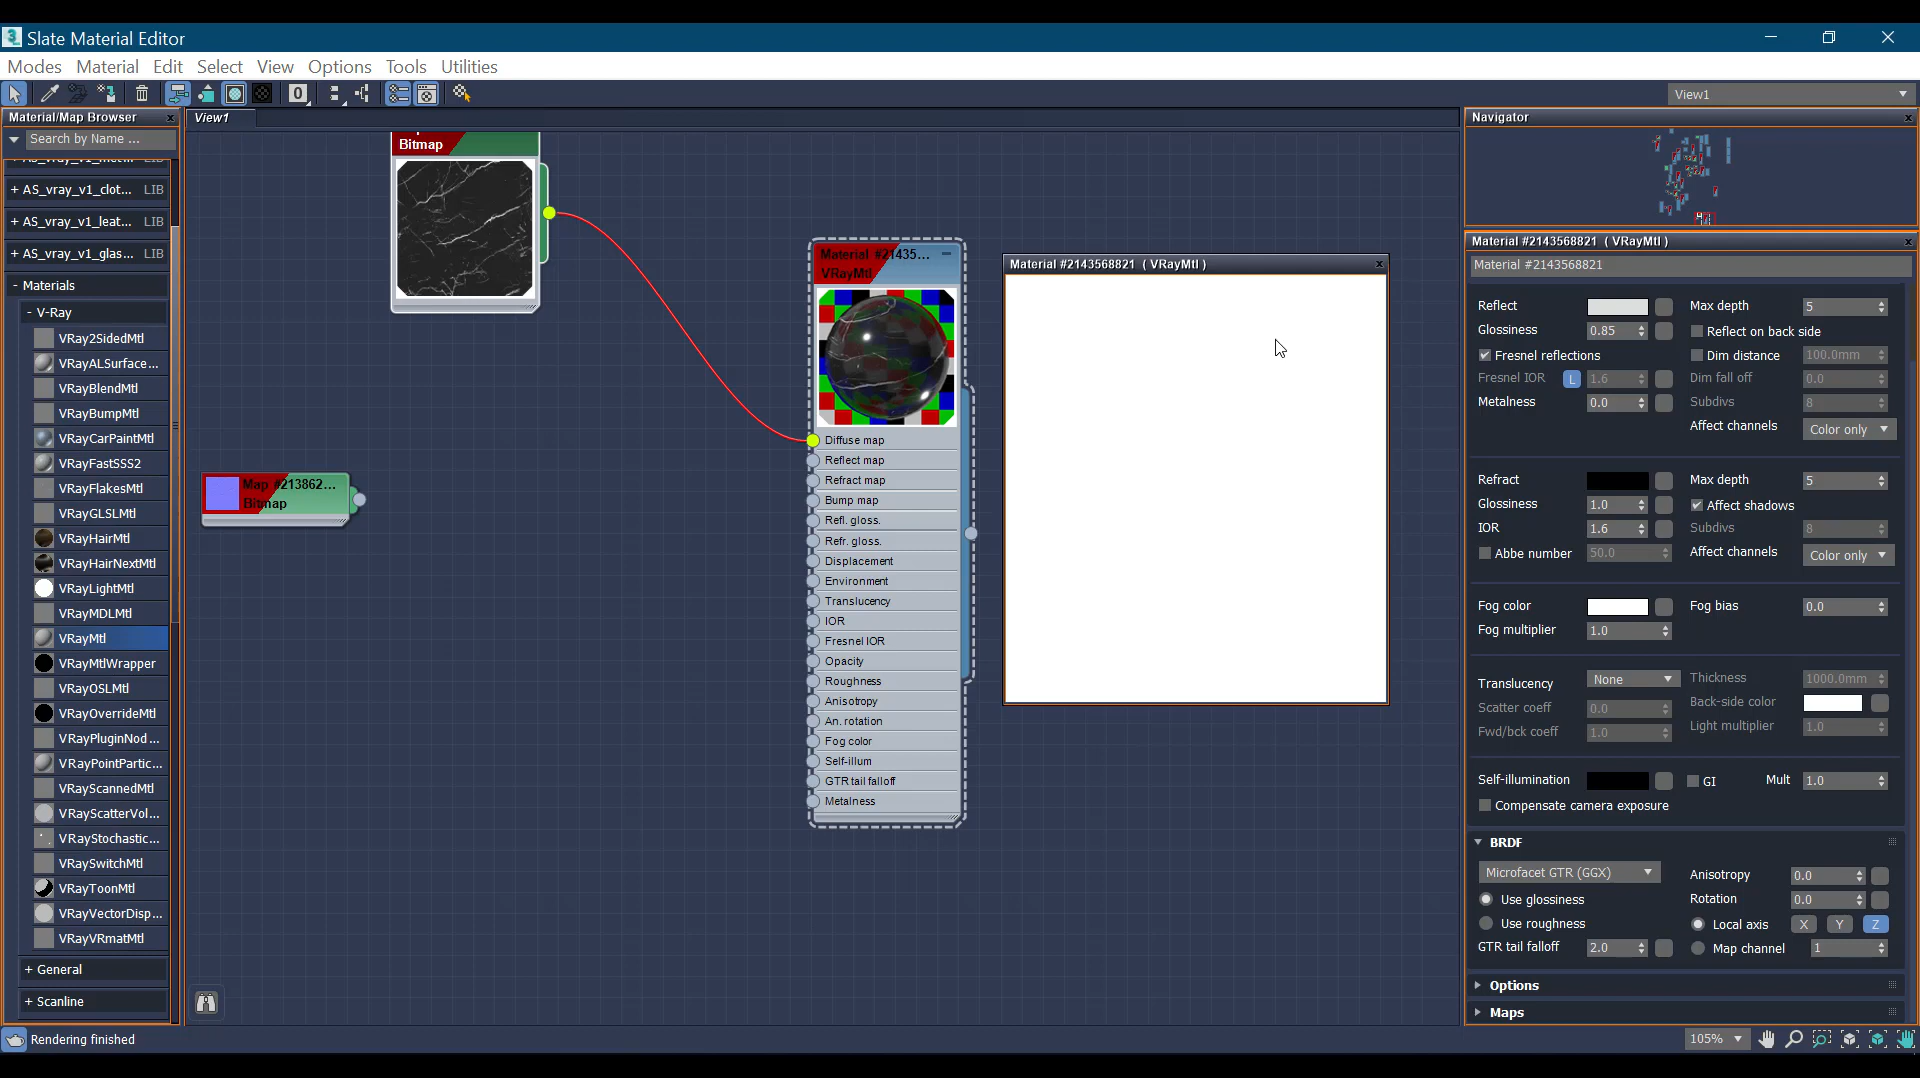 Slate Material Editor
Modes Material Edit Select View Options Tools Utilities
0
View1
Material/Map Browser
View1
Navigator
Search by Name ...
+ AS_vray_v1_clot... LIB
+ AS_vray_v1_leat... LIB
+ AS_vray_v1_glas... LIB
- Materials
- V-Ray
VRay2SidedMtl
VRayALSurface...
VRayBlendMtl
VRayBumpMtl
VRayCarPaintMtl
VRayFastSSS2
VRayFlakesMtl
VRayGLSLMtl
VRayHairMtl
VRayHairNextMtl
VRayLightMtl
VRayMDLMtl
VRayMtl
VRayMtlWrapper
VRayOSLMtl
VRayOverrideMtl
VRayPluginNod...
VRayPointPartic...
VRayScannedMtl
VRayScatterVol...
VRayStochastic...
VRaySwitchMtl
VRayToonMtl
VRayVectorDisp...
VRayVRmatMtl
+ General
+ Scanline
Rendering finished
Bitmap
Map #213862...
Bitmap
Material #21435...
VRayMtl
Diffuse map
Reflect map
Refract map
Bump map
Refl. gloss.
Refr. gloss.
Displacement
Environment
Translucency
IOR
Fresnel IOR
Opacity
Roughness
Anisotropy
An. rotation
Fog color
Self-illum
GTR tail falloff
Metalness
Material #2143568821 ( VRayMtl )
Material #2143568821 ( VRayMtl )
Material #2143568821
Reflect Max depth 5
Glossiness 0.85 Reflect on back side
Fresnel reflections Dim distance 100.0mm
Fresnel IOR L 1.6 Dim fall off 0.0
Metalness 0.0 Subdivs 8
Affect channels Color only
Refract Max depth 5
Glossiness 1.0 Affect shadows
IOR 1.6 Subdivs 8
Abbe number 50.0 Affect channels Color only
Fog color Fog bias 0.0
Fog multiplier 1.0
Translucency None Thickness 1000.0mm
Scatter coeff 0.0 Back-side color
Fwd/bck coeff 1.0 Light multiplier 1.0
Self-illumination GI Mult 1.0
Compensate camera exposure
BRDF
Microfacet GTR (GGX) Anisotropy 0.0
Use glossiness Rotation 0.0
Use roughness Local axis X Y Z
GTR tail falloff 2.0 Map channel 1
Options
Maps
105%